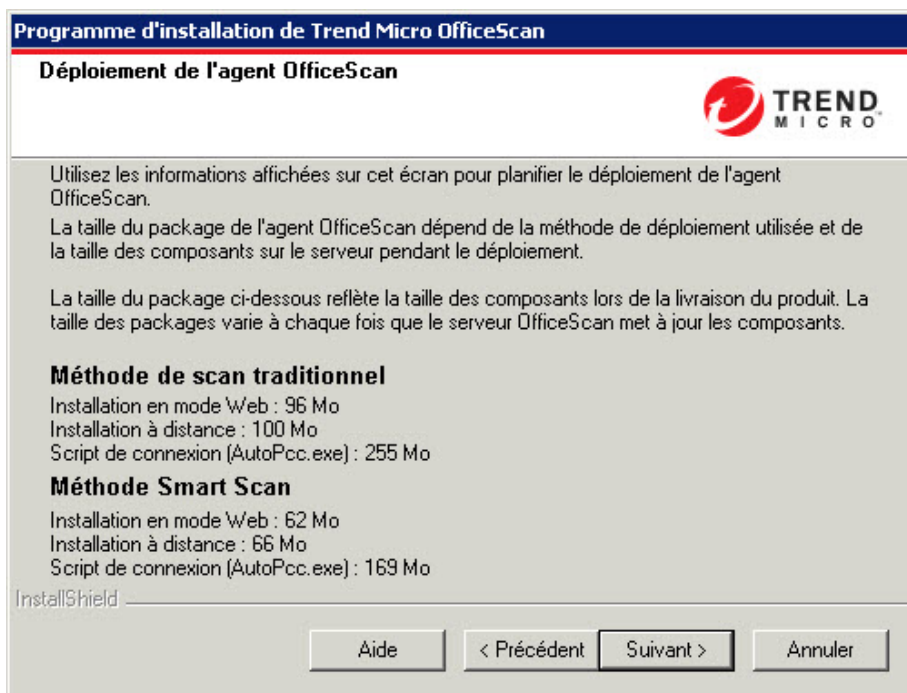 Programme d'installation de Trend Micro OfficeScan
Déploiement de l'agent OfficeScan
TREND
MICRO
Utilisez les informations affichées sur cet écran pour planifier le déploiement de l'agent
OfficeScan.
La taille du package de l'agent OfficeScan dépend de la méthode de déploiement utilisée et de
la taille des composants sur le serveur pendant le déploiement.
La taille du package ci-dessous reflète la taille des composants lors de la livraison du produit. La
taille des packages varie à chaque fois que le serveur OfficeScan met à jour les composants.
Méthode de scan traditionnel
Installation en mode Web : 96 Mo
Installation à distance : 100 Mo
Script de connexion (AutoPcc.exe) : 255 Mo
Méthode Smart Scan
Installation en mode Web : 62 Mo
Installation à distance : 66 Mo
Script de connexion (AutoPcc.exe) : 169 Mo
InstallShield
Aide
< Précédent
Suivant >
Annuler